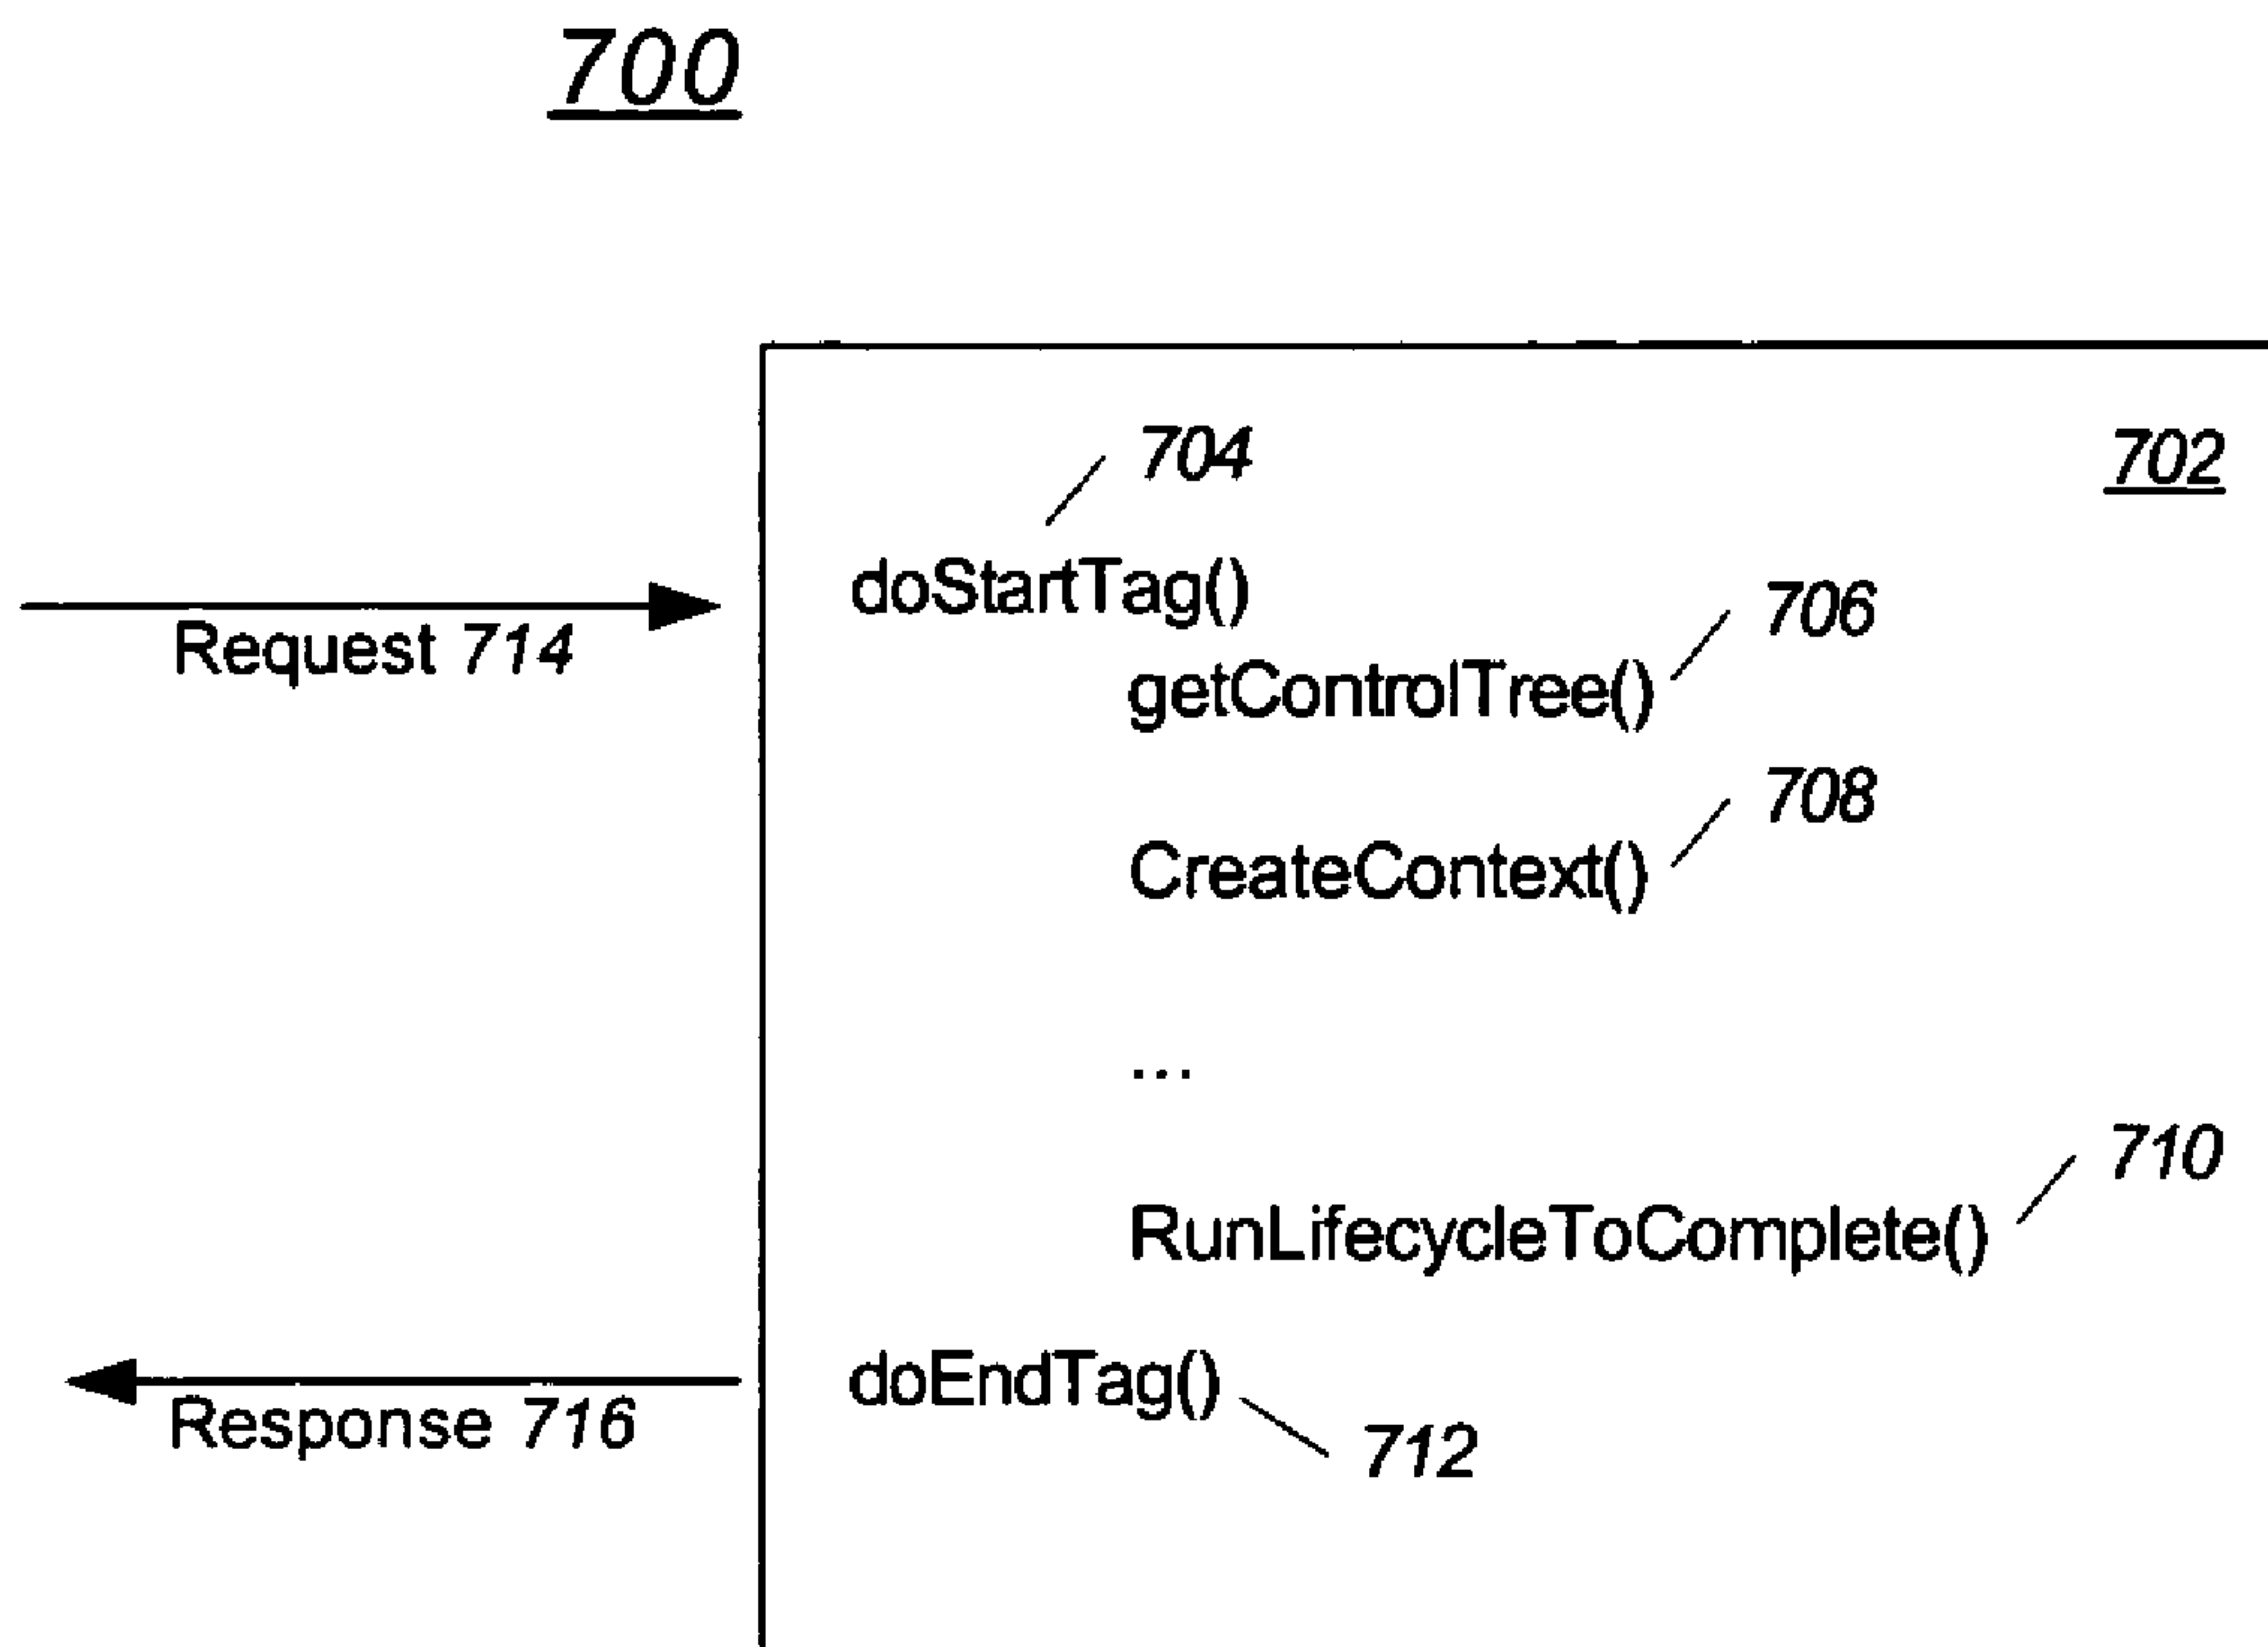 700
704
702
doStartTag()
706
Request 714
getControlTree()
708
CreateContext()
...
710
RunLifecycleToComplete()
doEndTag()
Response 716
712